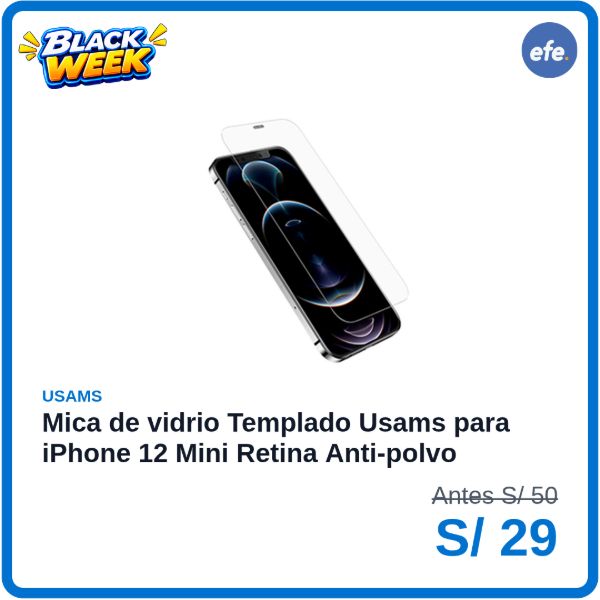 BLACK
WEEK
efe.
USAMS
Mica de vidrio Templado Usams para
iPhone 12 Mini Retina Anti-polvo
Antes S/ 50
S/ 29